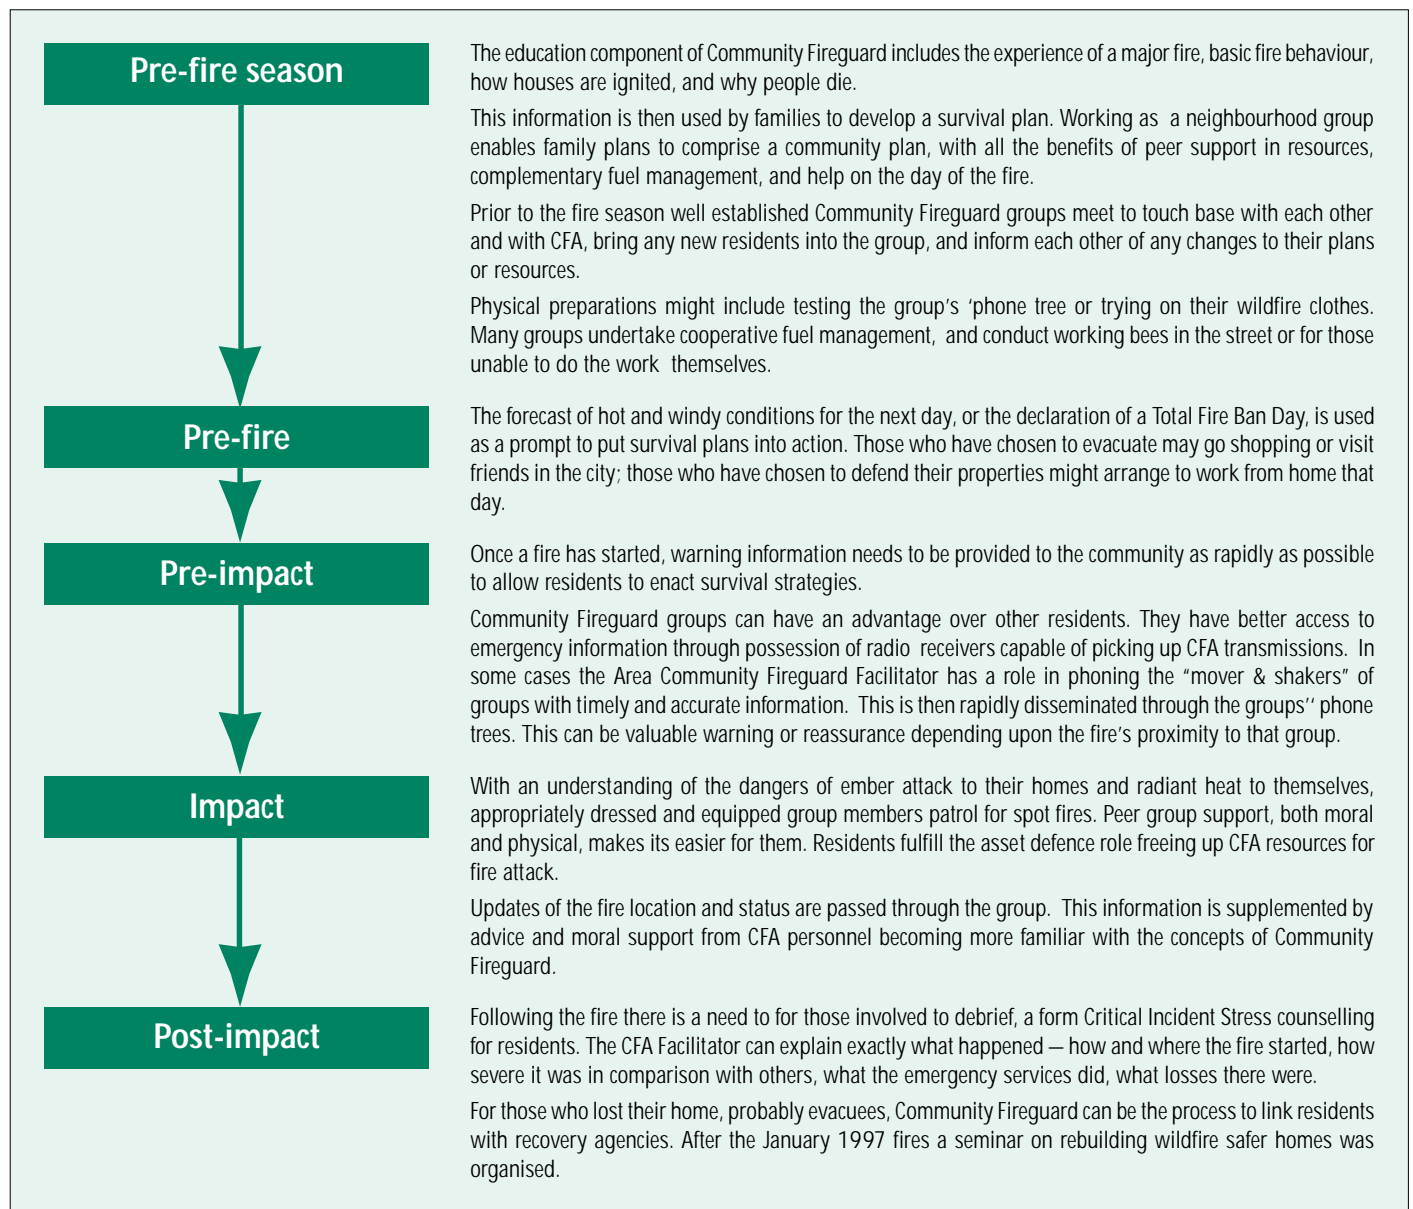 Pre-fire season
The education component of Community Fireguard includes the experience of a major fire, basic fire behaviour,
how houses are ignited, and why people die.
This information is then used by families to develop a survival plan. Working as a neighbourhood group
enables family plans to comprise a community plan, with all the benefits of peer support in resources,
complementary fuel management, and help on the day of the fire.
Prior to the fire season well established Community Fireguard groups meet to touch base with each other
and with CFA, bring any new residents into the group, and inform each other of any changes to their plans
or resources.
Physical preparations might include testing the group's 'phone tree or trying on their wildfire clothes.
Many groups undertake cooperative fuel management, and conduct working bees in the street or for those
unable to do the work themselves.
Pre-fire
The forecast of hot and windy conditions for the next day, or the declaration of a Total Fire Ban Day, is used
as a prompt to put survival plans into action. Those who have chosen to evacuate may go shopping or visit
friends in the city; those who have chosen to defend their properties might arrange to work from home that
day.
Pre-impact
Once a fire has started, warning information needs to be provided to the community as rapidly as possible
to allow residents to enact survival strategies.
Community Fireguard groups can have an advantage over other residents. They have better access to
emergency information through possession of radio receivers capable of picking up CFA transmissions. In
some cases the Area Community Fireguard Facilitator has a role in phoning the "mover & shakers" of
groups with timely and accurate information. This is then rapidly disseminated through the groups'' phone
trees. This can be valuable warning or reassurance depending upon the fire's proximity to that group.
Impact
With an understanding of the dangers of ember attack to their homes and radiant heat to themselves,
appropriately dressed and equipped group members patrol for spot fires. Peer group support, both moral
and physical, makes its easier for them. Residents fulfill the asset defence role freeing up CFA resources for
fire attack.
Updates of the fire location and status are passed through the group. This information is supplemented by
advice and moral support from CFA personnel becoming more familiar with the concepts of Community
Fireguard.
Post-impact
Following the fire there is a need to for those involved to debrief, a form Critical Incident Stress counselling
for residents. The CFA Facilitator can explain exactly what happened — how and where the fire started, how
severe it was in comparison with others, what the emergency services did, what losses there were.
For those who lost their home, probably evacuees, Community Fireguard can be the process to link residents
with recovery agencies. After the January 1997 fires a seminar on rebuilding wildfire safer homes was
organised.